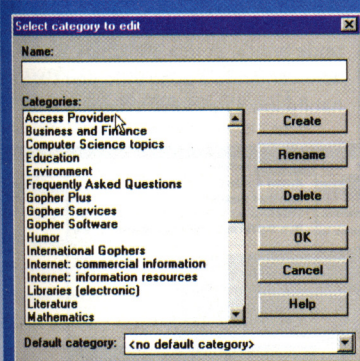 Select category to edit
Name:
Categories:
Access Provider
Business and Finance
Computer Science topics
Education
Environment
Frequently Asked Questions
Gopher Plus
Gopher Services
Gopher Software
Humor
International Gophers
Internet: commercial information
Internet: information resources
Libraries (electronic)
Literature
Mathematics
Create
Rename
Delete
OK
Cancel
Help
Default category: <no default category>